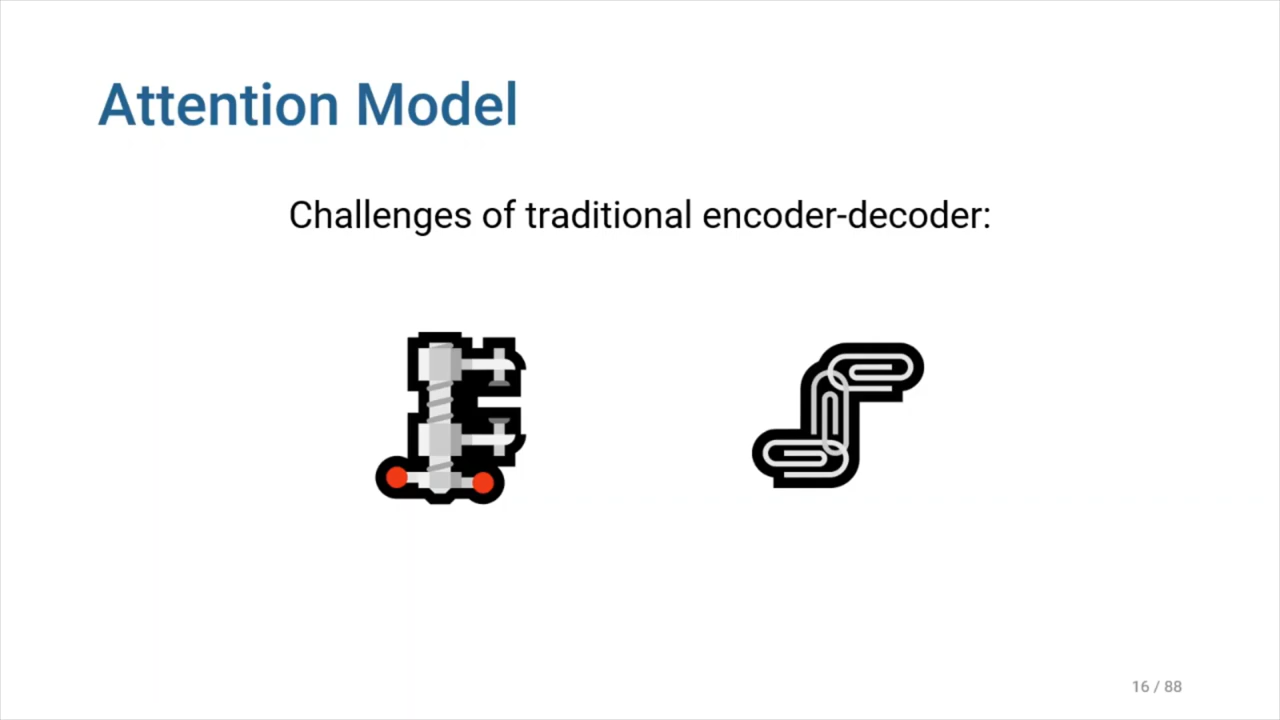 Attention Model
Challenges of traditional encoder-decoder:
16 / 88